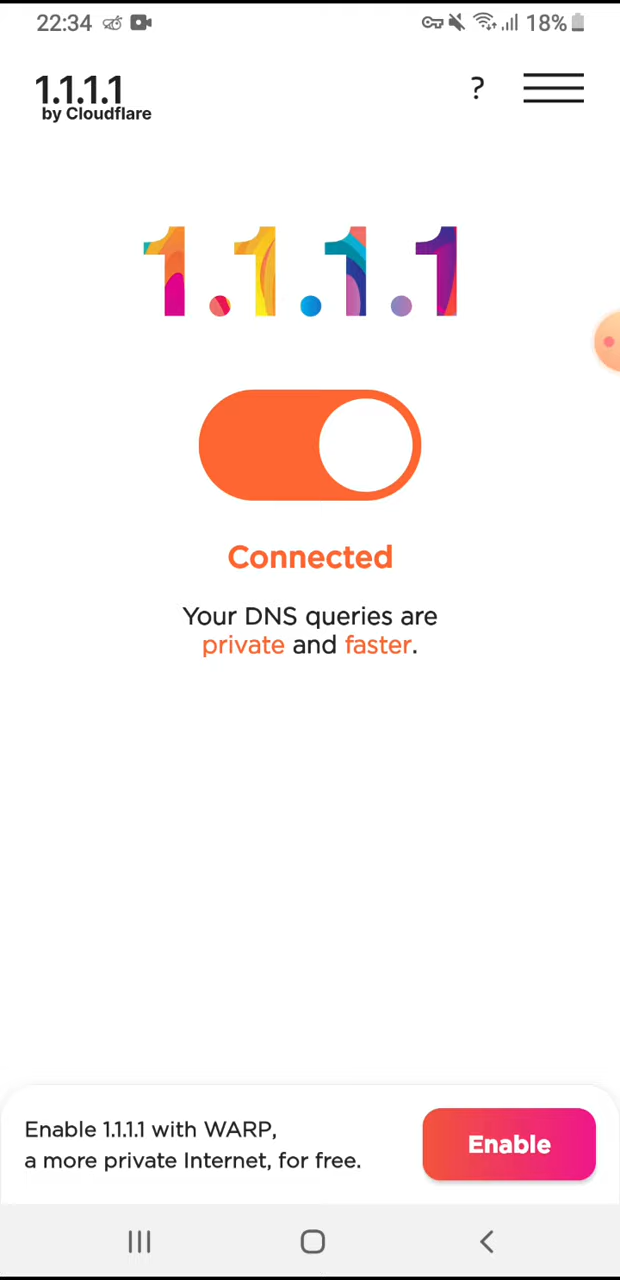 22:34 18%
1.1.1.1 ?
by Cloudflare
1.1.1.1
Connected
Your DNS queries are
private and faster.
Enable 1.1.1.1 with WARP,
a more private Internet, for free.
Enable